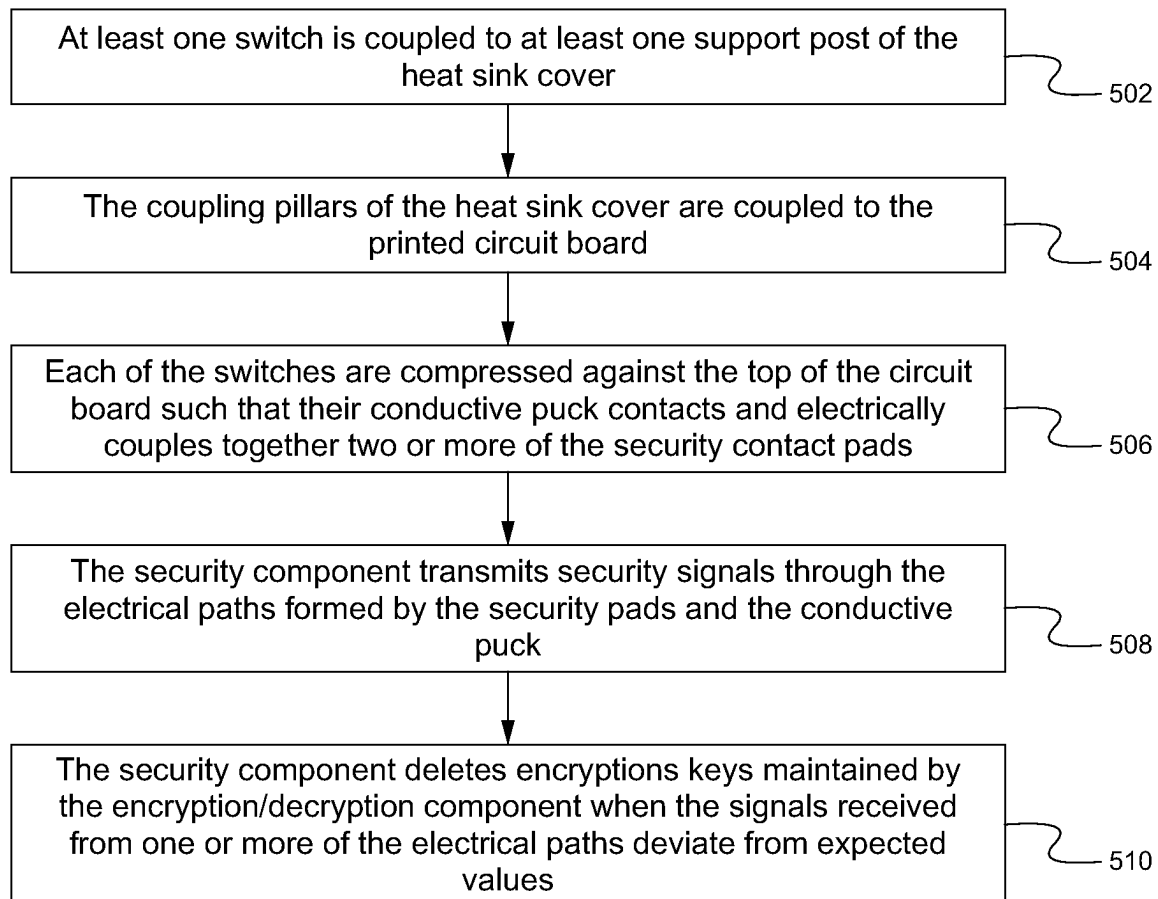 At least one switch is coupled to at least one support post of the
heat sink cover
502
The coupling pillars of the heat sink cover are coupled to the
printed circuit board
504
Each of the switches are compressed against the top of the circuit
board such that their conductive puck contacts and electrically
couples together two or more of the security contact pads
506
The security component transmits security signals through the
electrical paths formed by the security pads and the conductive
puck
508
The security component deletes encryptions keys maintained by
the encryption/decryption component when the signals received
from one or more of the electrical paths deviate from expected
values
510